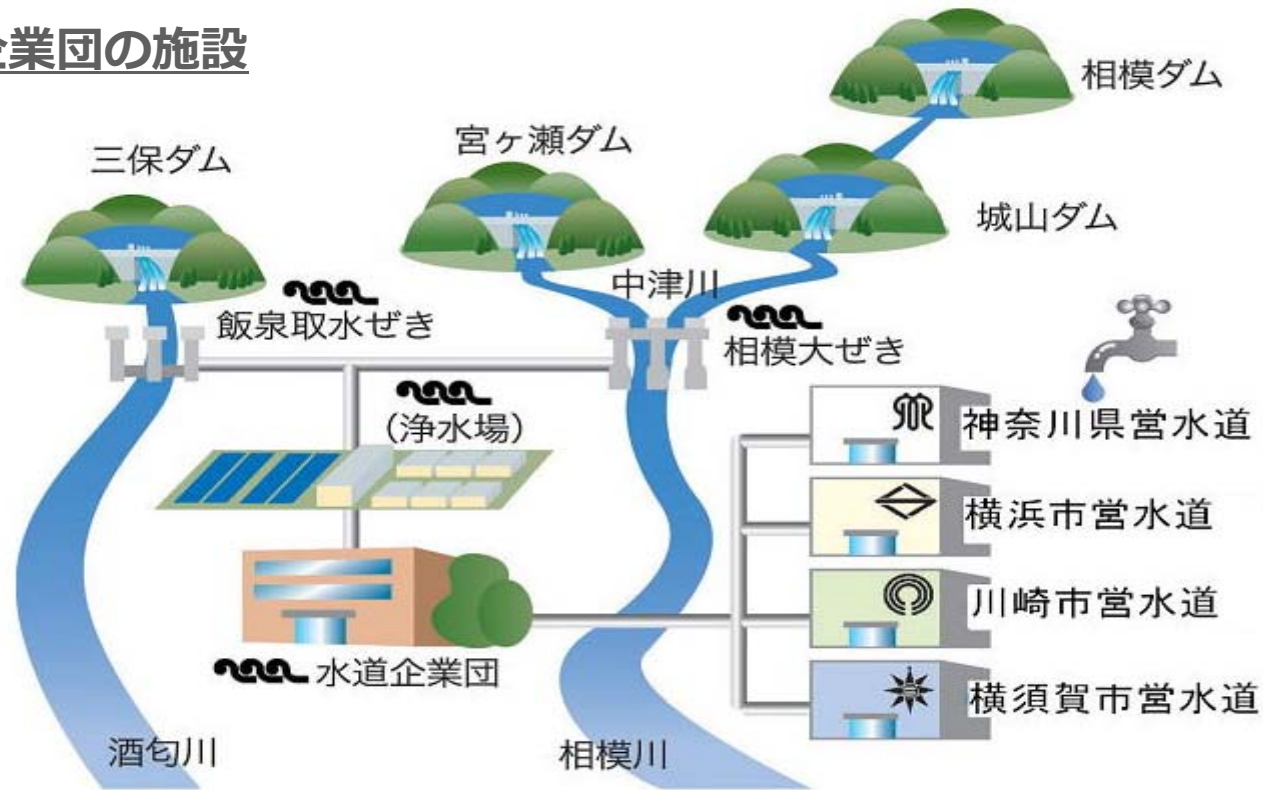 企業団の施設
相模ダム
宮ヶ瀬ダム
三保ダム
城山ダム
中津川
飯泉取水ぜき
相模大ぜき
(浄水場)
神奈川県営水道
横浜市営水道
川崎市営水道
水道企業団
横須賀市営水道
酒匂川
相模川